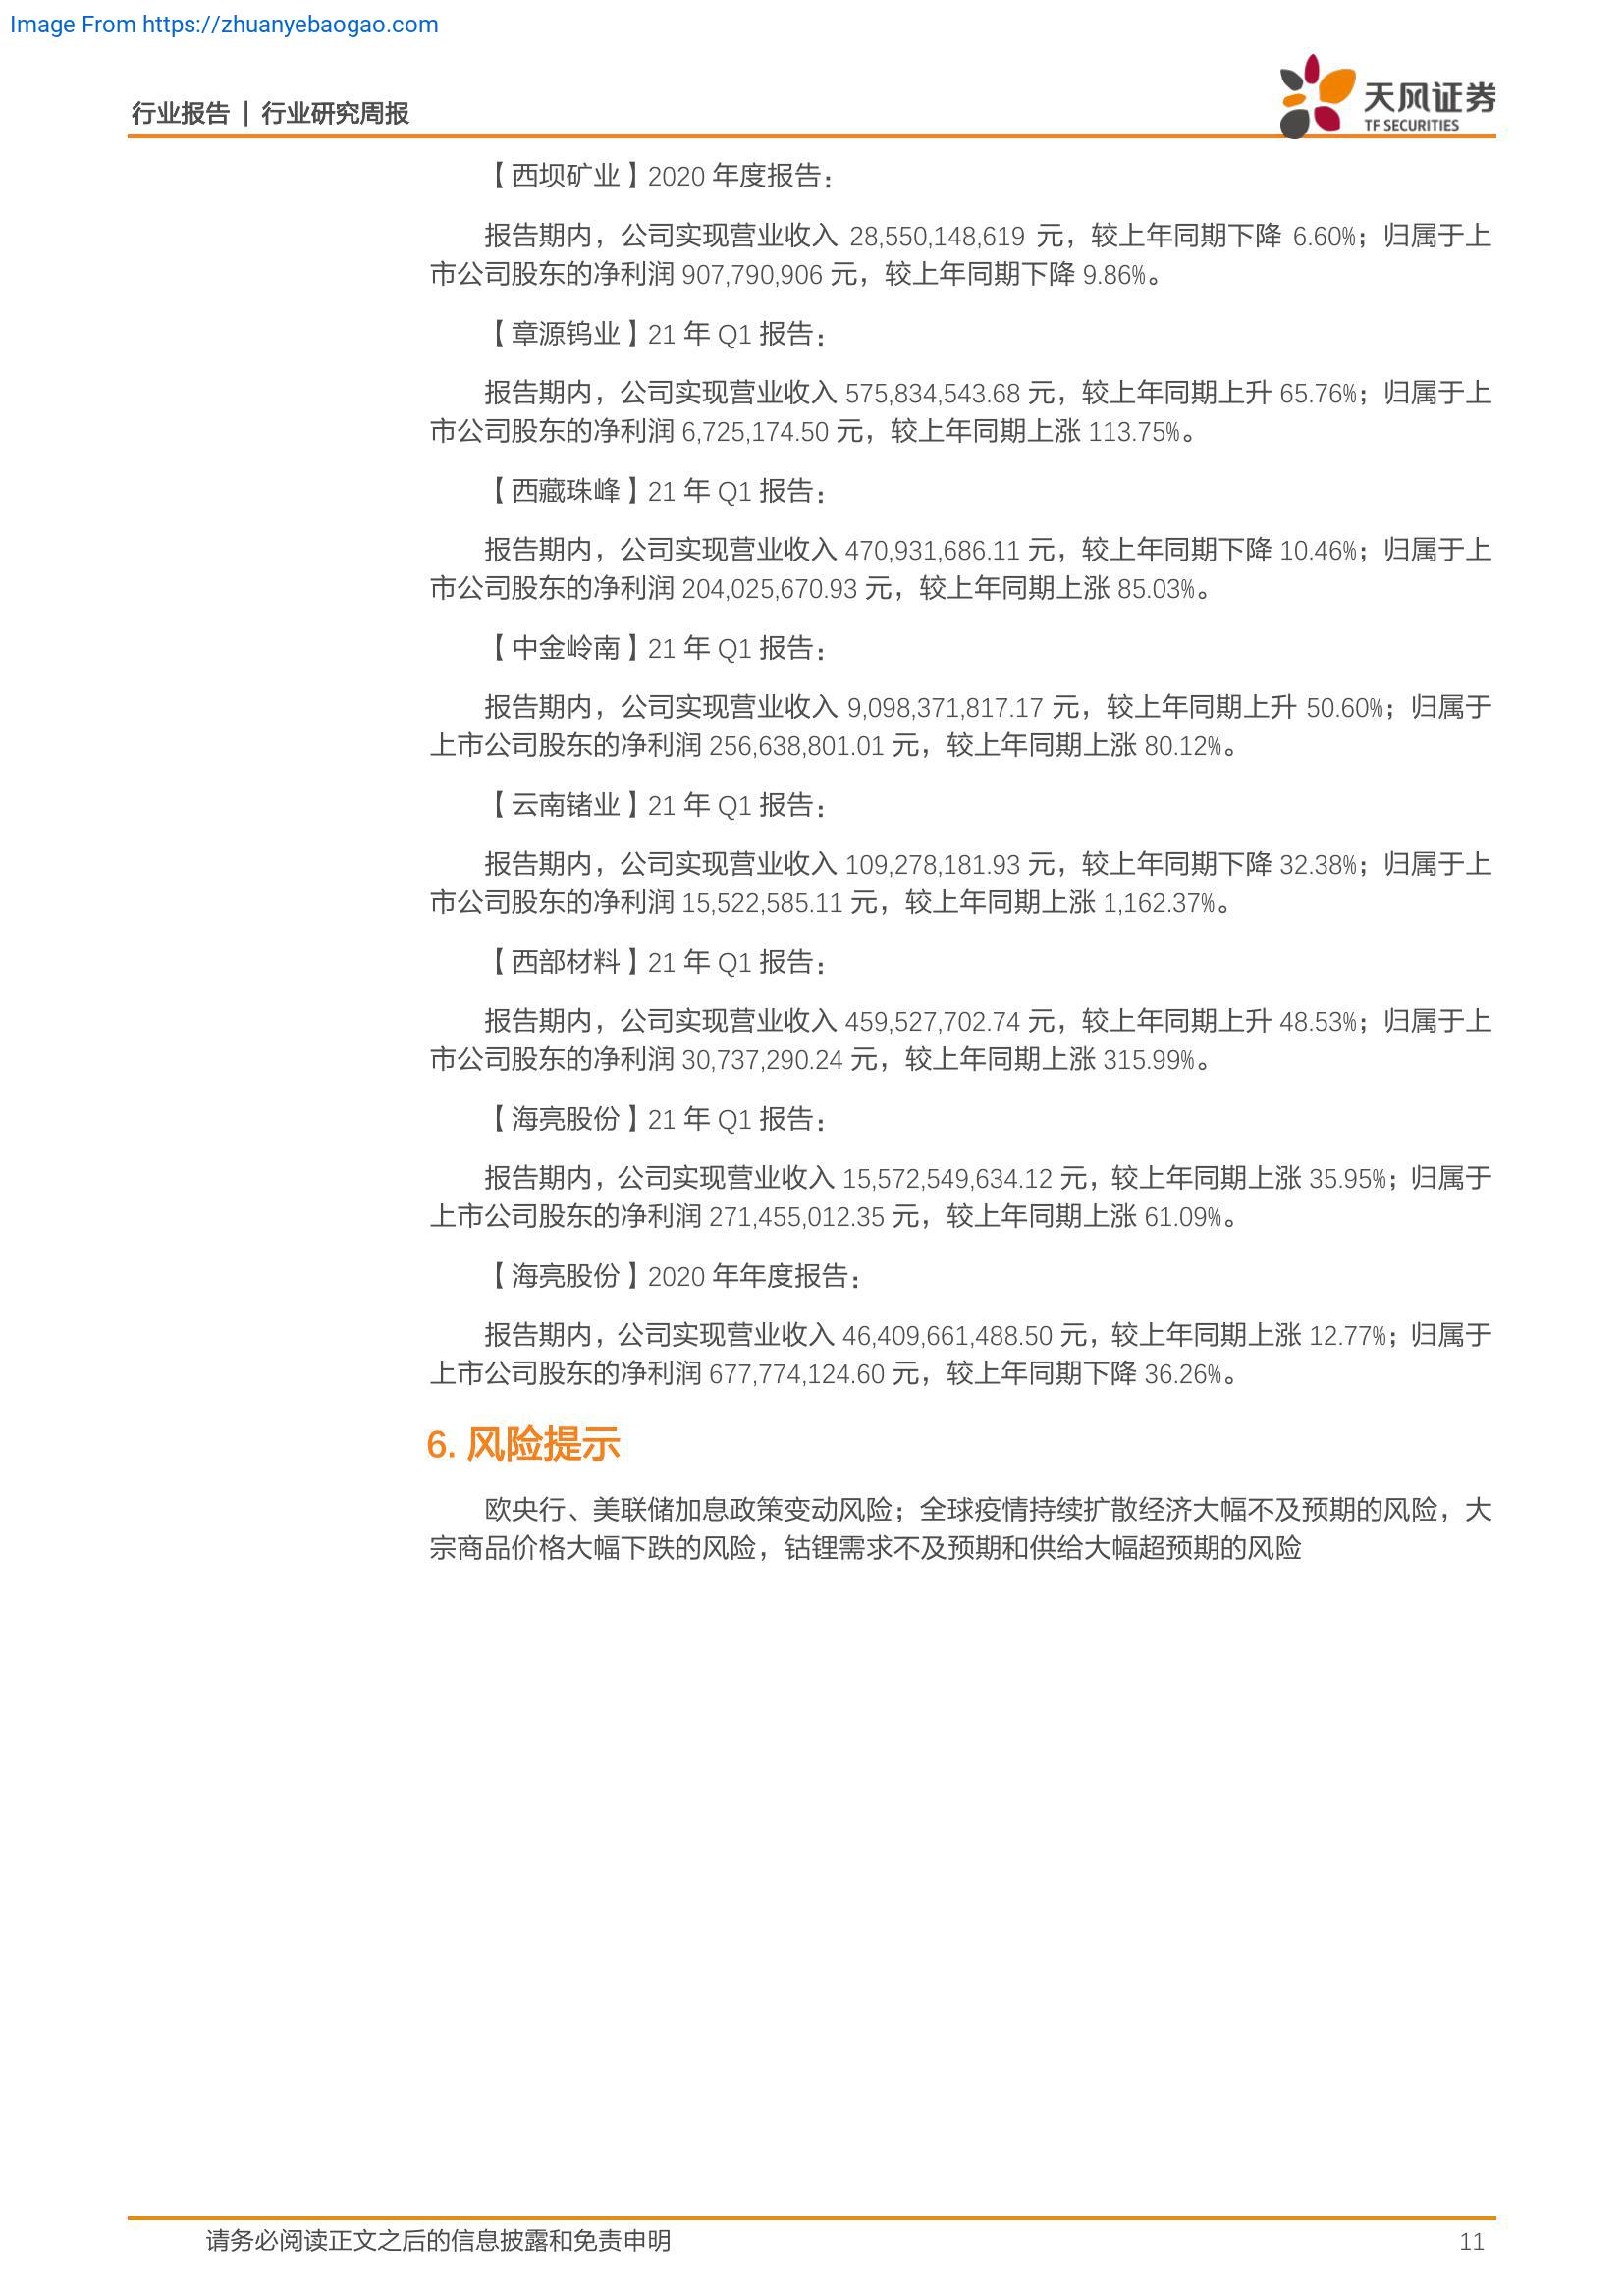 Image From https://zhuanyebaogao.com
行业报告 | 行业研究周报
天风证券
TF SECURITIES
【西坝矿业】2020 年度报告：
报告期内，公司实现营业收入 28,550,148,619 元，较上年同期下降 6.60%；归属于上
市公司股东的净利润 907,790,906 元，较上年同期下降 9.86%。
【章源钨业】21 年 Q1 报告：
报告期内，公司实现营业收入 575,834,543.68 元，较上年同期上升 65.76%；归属于上
市公司股东的净利润 6,725,174.50 元，较上年同期上涨 113.75%。
【西藏珠峰】21 年 Q1 报告：
报告期内，公司实现营业收入 470,931,686.11 元，较上年同期下降 10.46%；归属于上
市公司股东的净利润 204,025,670.93 元，较上年同期上涨 85.03%。
【中金岭南】21 年 Q1 报告：
报告期内，公司实现营业收入 9,098,371,817.17 元，较上年同期上升 50.60%；归属于
上市公司股东的净利润 256,638,801.01 元，较上年同期上涨 80.12%。
【云南锗业】21 年 Q1 报告：
报告期内，公司实现营业收入 109,278,181.93 元，较上年同期下降 32.38%；归属于上
市公司股东的净利润 15,522,585.11 元，较上年同期上涨 1,162.37%。
【西部材料】21 年 Q1 报告：
报告期内，公司实现营业收入 459,527,702.74 元，较上年同期上升 48.53%；归属于上
市公司股东的净利润 30,737,290.24 元，较上年同期上涨 315.99%。
【海亮股份】21 年 Q1 报告：
报告期内，公司实现营业收入 15,572,549,634.12 元，较上年同期上涨 35.95%；归属于
上市公司股东的净利润 271,455,012.35 元，较上年同期上涨 61.09%。
【海亮股份】2020 年年度报告：
报告期内，公司实现营业收入 46,409,661,488.50 元，较上年同期上涨 12.77%；归属于
上市公司股东的净利润 677,774,124.60 元，较上年同期下降 36.26%。
6. 风险提示
欧央行、美联储加息政策变动风险；全球疫情持续扩散经济大幅不及预期的风险，大
宗商品价格大幅下跌的风险，钴锂需求不及预期和供给大幅超预期的风险
请务必阅读正文之后的信息披露和免责申明
11